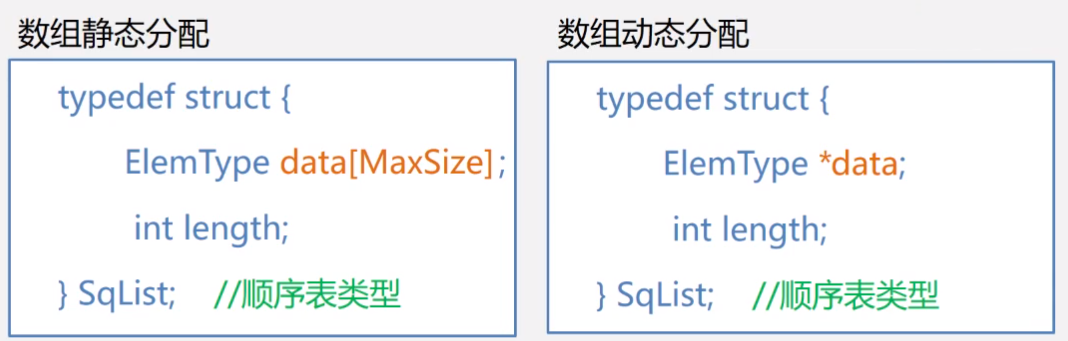 数组静态分配
typedef struct {
ElemType data[MaxSize];
int length;
} SqList; //顺序表类型
数组动态分配
typedef struct {
ElemType *data;
int length;
} SqList; //顺序表类型